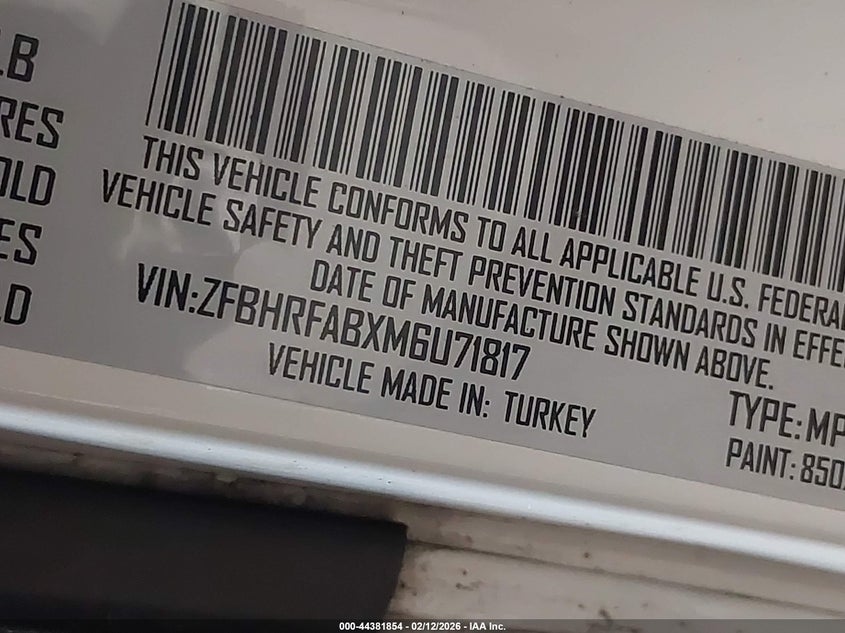 LB
RES
OLD
ES
LD
THIS VEHICLE CONFORMS TO ALL APPLICABLE U.S. FEDERAL
VEHICLE SAFETY AND THEFT PREVENTION STANDARDS IN EFFE
DATE OF MANUFACTURE SHOWN ABOVE.
VIN:ZFBHRFABXM6U71817
TYPE: MP
VEHICLE MADE IN: TURKEY
PAINT: 850
000-44381854 - 02/12/2026 - IAA Inc.